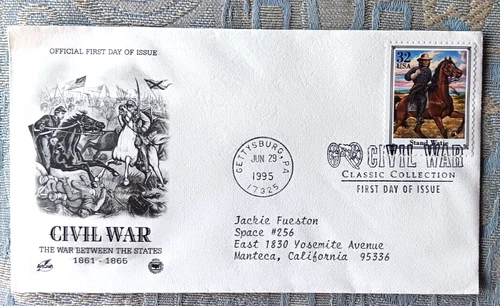 OFFICIAL FIRST DAY OF ISSUE
32
USA
Stand Watie
GETTYSBURG, PA
JUN 29
1995
17325
CIVIL WAR
CLASSIC COLLECTION
FIRST DAY OF ISSUE
Jackie Fueston
Space #256
East 1830 Yosemite Avenue
Manteca, California 95336
CIVIL WAR
THE WAR BETWEEN THE STATES
1861 - 1865